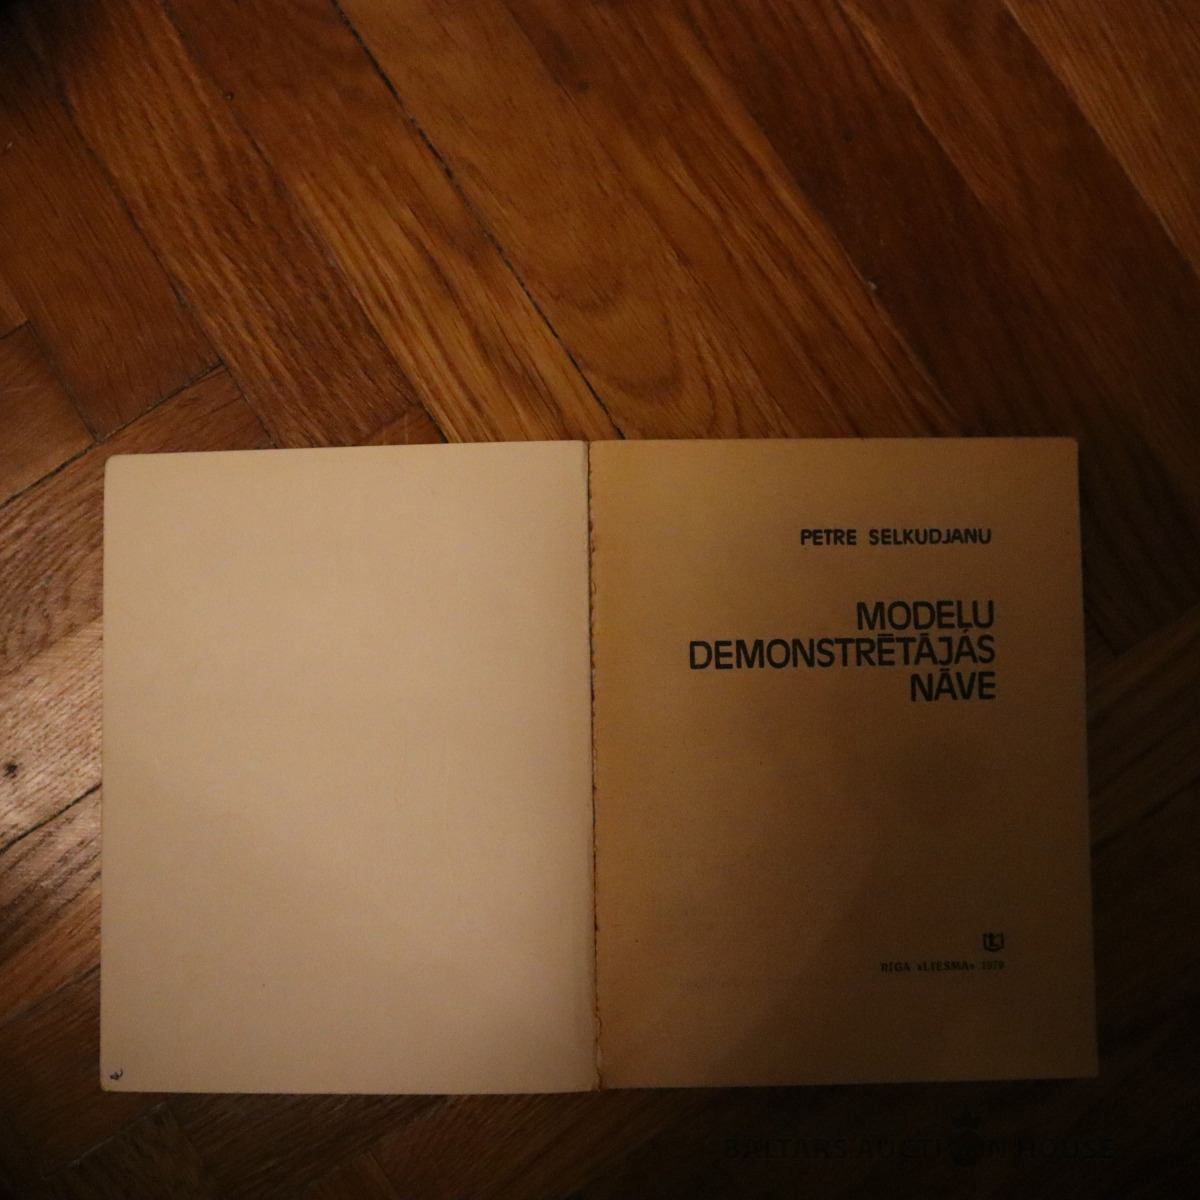 PETRE SELKUDJANU
MODEĻU
DEMONSTRĒTĀJAS
NĀVE
RĪGA «LIESMA» 1979
BALTARS AUCTION HOUSE